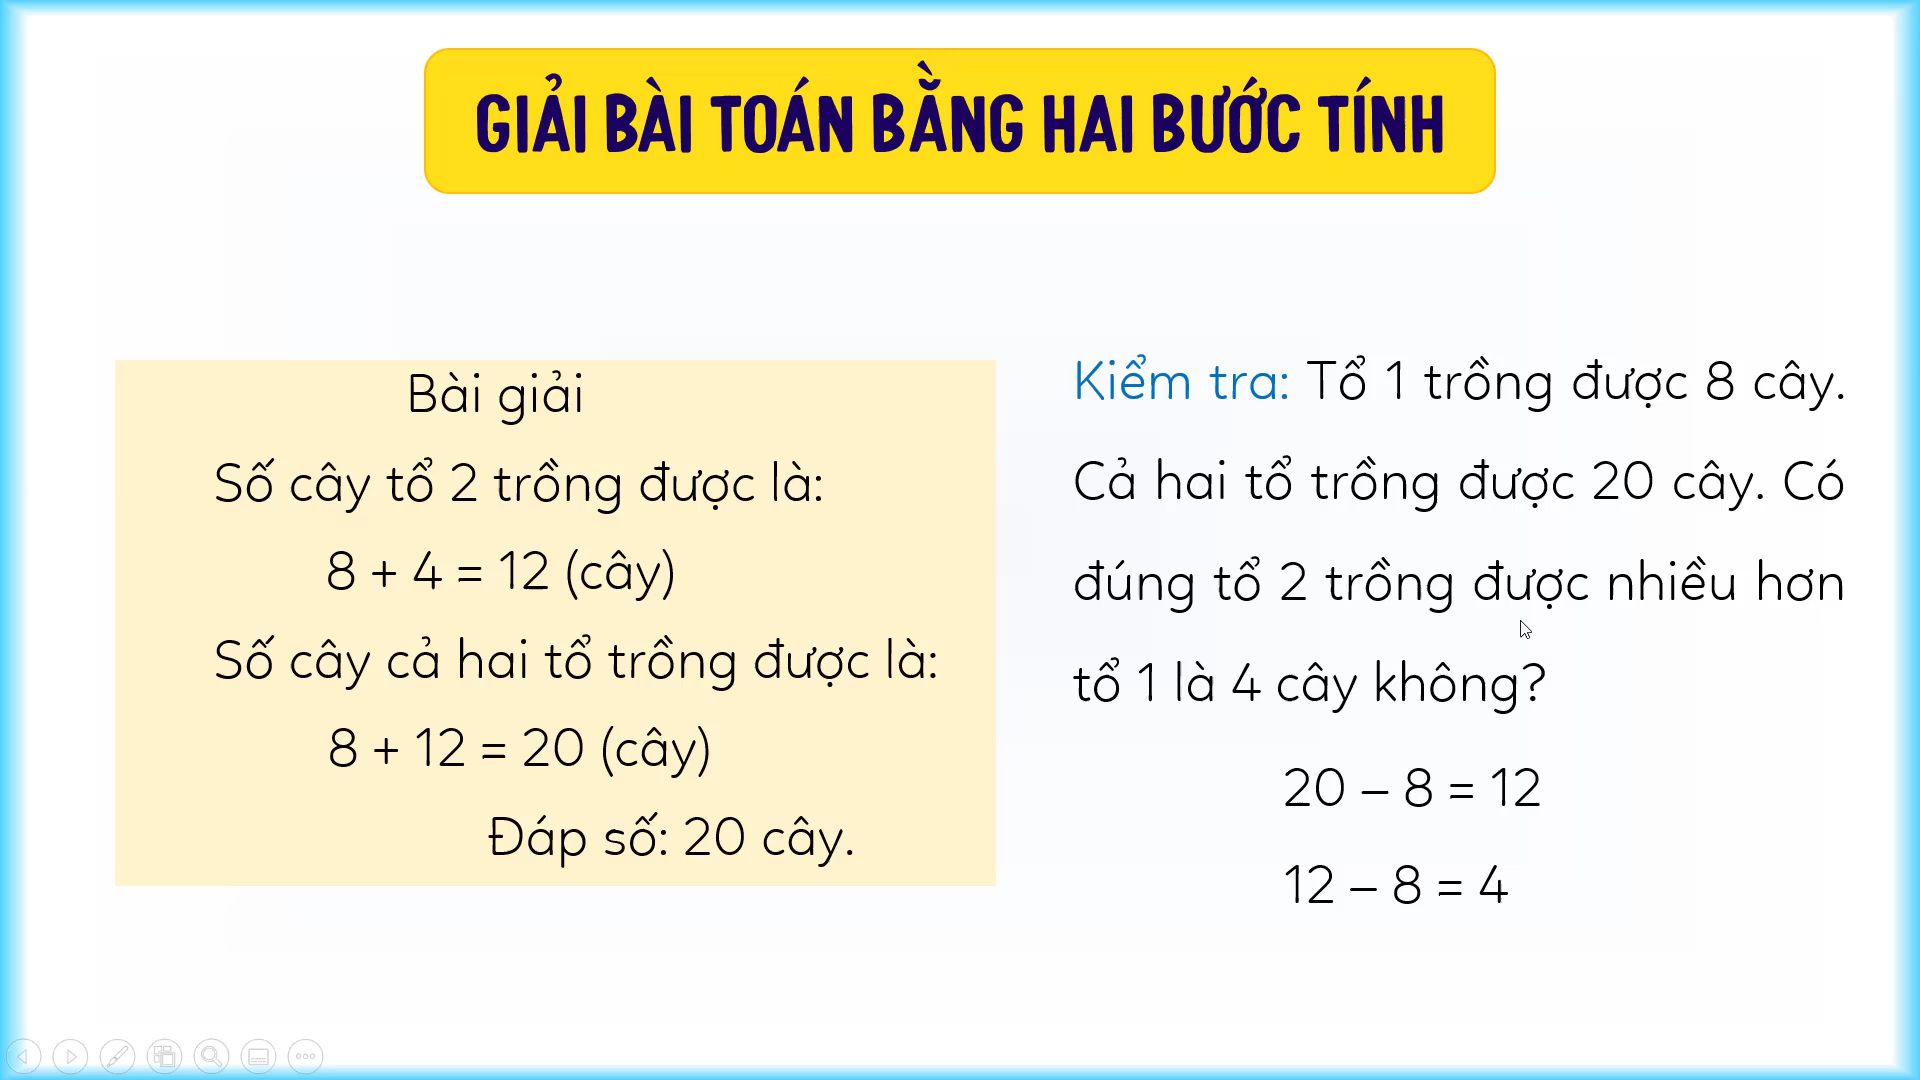 GIẢI BÀI TOÁN BẰNG HAI BƯỚC TÍNH
Bài giải
Số cây tổ 2 trồng được là:
8 + 4 = 12 (cây)
Số cây cả hai tổ trồng được là:
8 + 12 = 20 (cây)
Đáp số: 20 cây.
Kiểm tra: Tổ 1 trồng được 8 cây.
Cả hai tổ trồng được 20 cây. Có
đúng tổ 2 trồng được nhiều hơn
tổ 1 là 4 cây không?
20 – 8 = 12
12 – 8 = 4